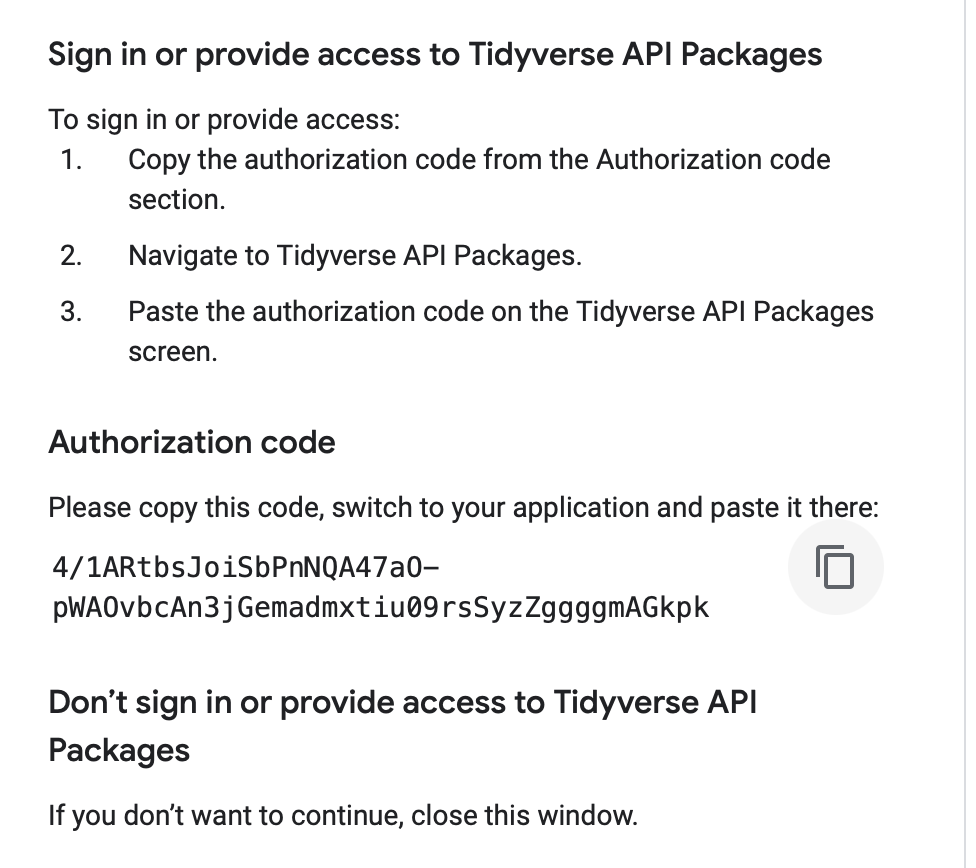 Sign in or provide access to Tidyverse API Packages
To sign in or provide access:
1. Copy the authorization code from the Authorization code
section.
2. Navigate to Tidyverse API Packages.
3. Paste the authorization code on the Tidyverse API Packages
screen.
Authorization code
Please copy this code, switch to your application and paste it there:
4/1ARtbsJoiSbPnNQA47aO-
pWAOvbcAn3jGemadmxtiu09rsSyzZggggmAGkpk
Don’t sign in or provide access to Tidyverse API
Packages
If you don’t want to continue, close this window.